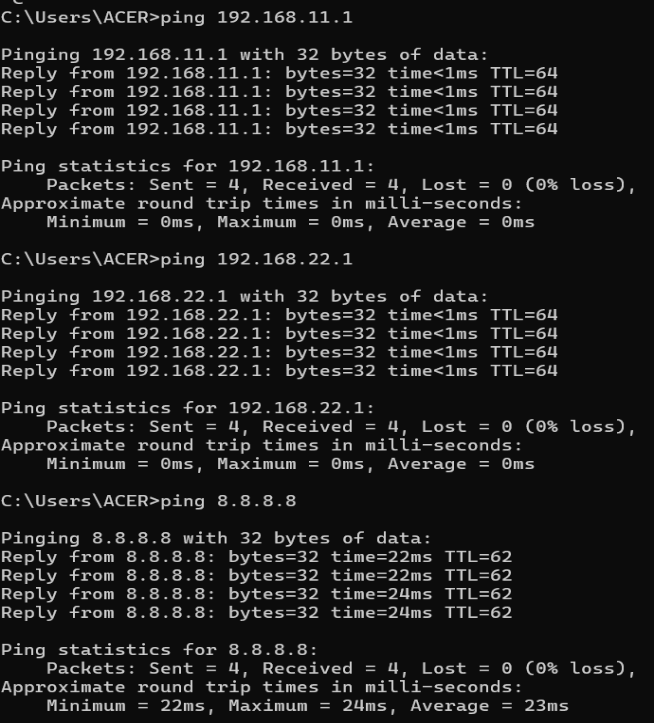 C:\Users\ACER>ping 192.168.11.1

Pinging 192.168.11.1 with 32 bytes of data:
Reply from 192.168.11.1: bytes=32 time<1ms TTL=64
Reply from 192.168.11.1: bytes=32 time<1ms TTL=64
Reply from 192.168.11.1: bytes=32 time<1ms TTL=64
Reply from 192.168.11.1: bytes=32 time<1ms TTL=64

Ping statistics for 192.168.11.1:
    Packets: Sent = 4, Received = 4, Lost = 0 (0% loss),
Approximate round trip times in milli-seconds:
    Minimum = 0ms, Maximum = 0ms, Average = 0ms

C:\Users\ACER>ping 192.168.22.1

Pinging 192.168.22.1 with 32 bytes of data:
Reply from 192.168.22.1: bytes=32 time<1ms TTL=64
Reply from 192.168.22.1: bytes=32 time<1ms TTL=64
Reply from 192.168.22.1: bytes=32 time<1ms TTL=64
Reply from 192.168.22.1: bytes=32 time<1ms TTL=64

Ping statistics for 192.168.22.1:
    Packets: Sent = 4, Received = 4, Lost = 0 (0% loss),
Approximate round trip times in milli-seconds:
    Minimum = 0ms, Maximum = 0ms, Average = 0ms

C:\Users\ACER>ping 8.8.8.8

Pinging 8.8.8.8 with 32 bytes of data:
Reply from 8.8.8.8: bytes=32 time=22ms TTL=62
Reply from 8.8.8.8: bytes=32 time=22ms TTL=62
Reply from 8.8.8.8: bytes=32 time=24ms TTL=62
Reply from 8.8.8.8: bytes=32 time=24ms TTL=62

Ping statistics for 8.8.8.8:
    Packets: Sent = 4, Received = 4, Lost = 0 (0% loss),
Approximate round trip times in milli-seconds:
    Minimum = 22ms, Maximum = 24ms, Average = 23ms